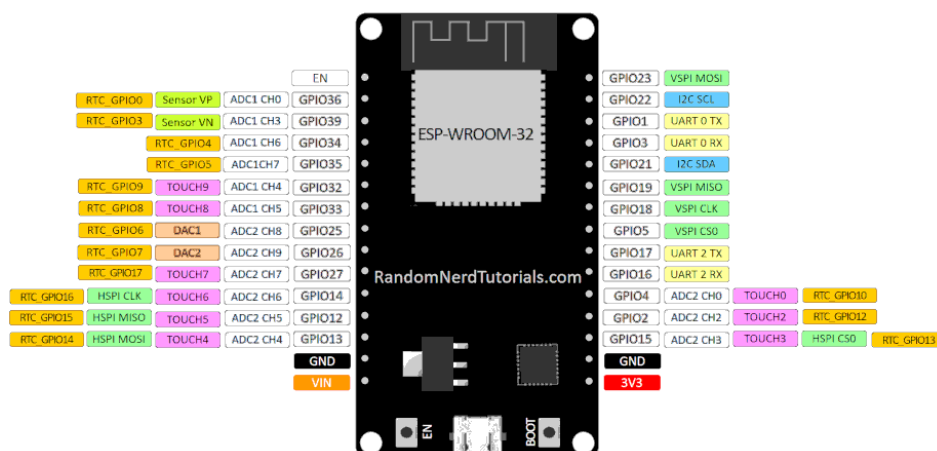 EN GPIO23 VSPI MOSI
RTC_GPIO0 Sensor VP ADC1 CH0 GPIO36 GPIO22 I2C SCL
RTC_GPIO3 Sensor VN ADC1 CH3 GPIO39 GPIO1 UART 0 TX
ESP-WROOM-32
RTC_GPIO4 ADC1 CH6 GPIO34 GPIO3 UART 0 RX
RTC_GPIO5 ADC1CH7 GPIO35 GPIO21 I2C SDA
RTC_GPIO9 TOUCH9 ADC1 CH4 GPIO32 GPIO19 VSPI MISO
RTC_GPIO8 TOUCH8 ADC1 CH5 GPIO33 GPIO18 VSPI CLK
RTC_GPIO6 DAC1 ADC2 CH8 GPIO25 GPIO5 VSPI CS0
RTC_GPIO7 DAC2 ADC2 CH9 GPIO26 GPIO17 UART 2 TX
RTC_GPIO17 TOUCH7 ADC2 CH7 GPIO27 RandomNerdTutorials.com GPIO16 UART 2 RX
RTC_GPIO16 HSPI CLK TOUCH6 ADC2 CH6 GPIO14 GPIO4 ADC2 CH0 TOUCH0 RTC_GPIO10
RTC_GPIO15 HSPI MISO TOUCH5 ADC2 CH5 GPIO12 GPIO2 ADC2 CH2 TOUCH2 RTC_GPIO12
RTC_GPIO14 HSPI MOSI TOUCH4 ADC2 CH4 GPIO13 GPIO15 ADC2 CH3 TOUCH3 HSPI CS0 RTC_GPIO13
GND GND
VIN 3V3
EN BOOT